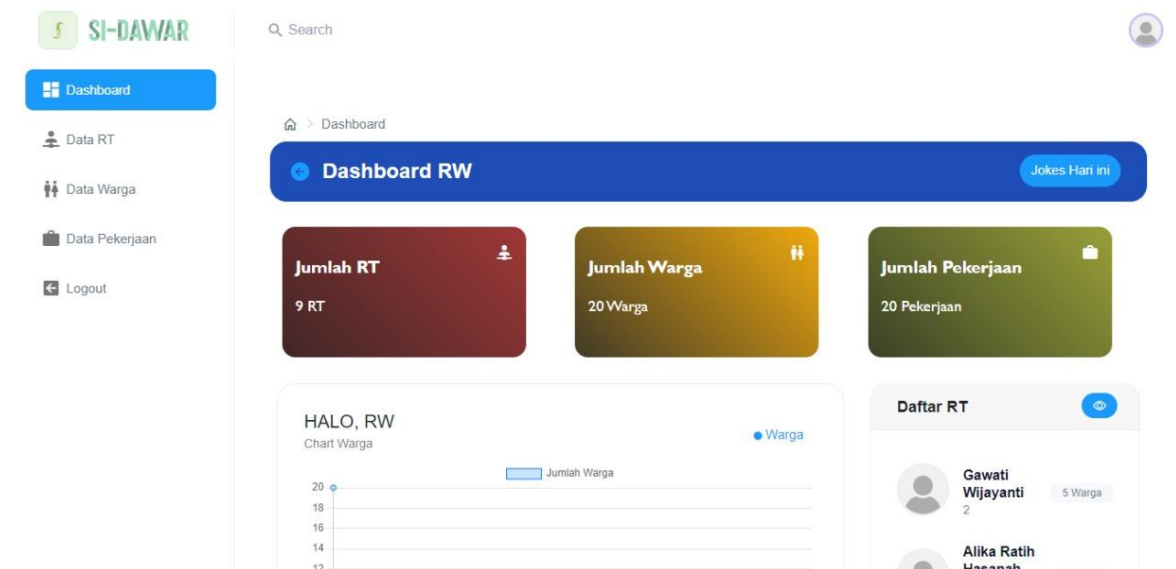 SI-DAWAR
Search
Dashboard
Data RT
Data Warga
Data Pekerjaan
Logout
> Dashboard
Dashboard RW
Jokes Hari ini
Jumlah RT
9 RT
Jumlah Warga
20 Warga
Jumlah Pekerjaan
20 Pekerjaan
HALO, RW
Chart Warga
Warga
Jumlah Warga
20
18
16
14
12
Daftar RT
Gawati
Wijayanti
2
5 Warga
Alika Ratih
Hasanah